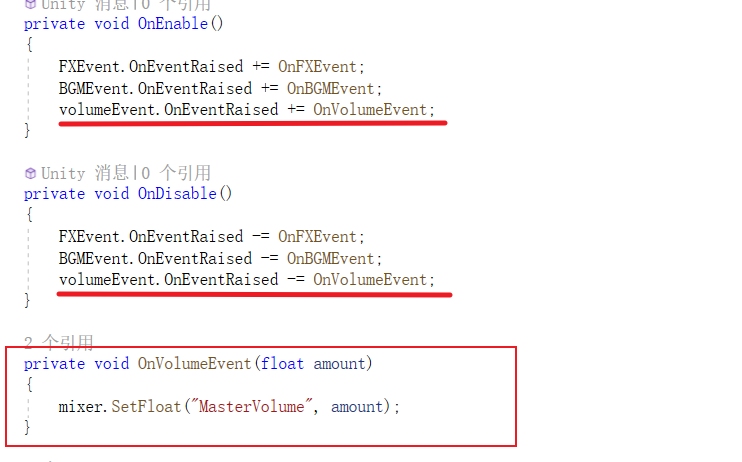 Unity 消息|0 个引用
private void OnEnable()
{
FXEvent.OnEventRaised += OnFXEvent;
BGMEvent.OnEventRaised += OnBGMEvent;
volumeEvent.OnEventRaised += OnVolumeEvent;
}
Unity 消息|0 个引用
private void OnDisable()
{
FXEvent.OnEventRaised -= OnFXEvent;
BGMEvent.OnEventRaised -= OnBGMEvent;
volumeEvent.OnEventRaised -= OnVolumeEvent;
}
2 个引用
private void OnVolumeEvent(float amount)
{
mixer.SetFloat("MasterVolume", amount);
}